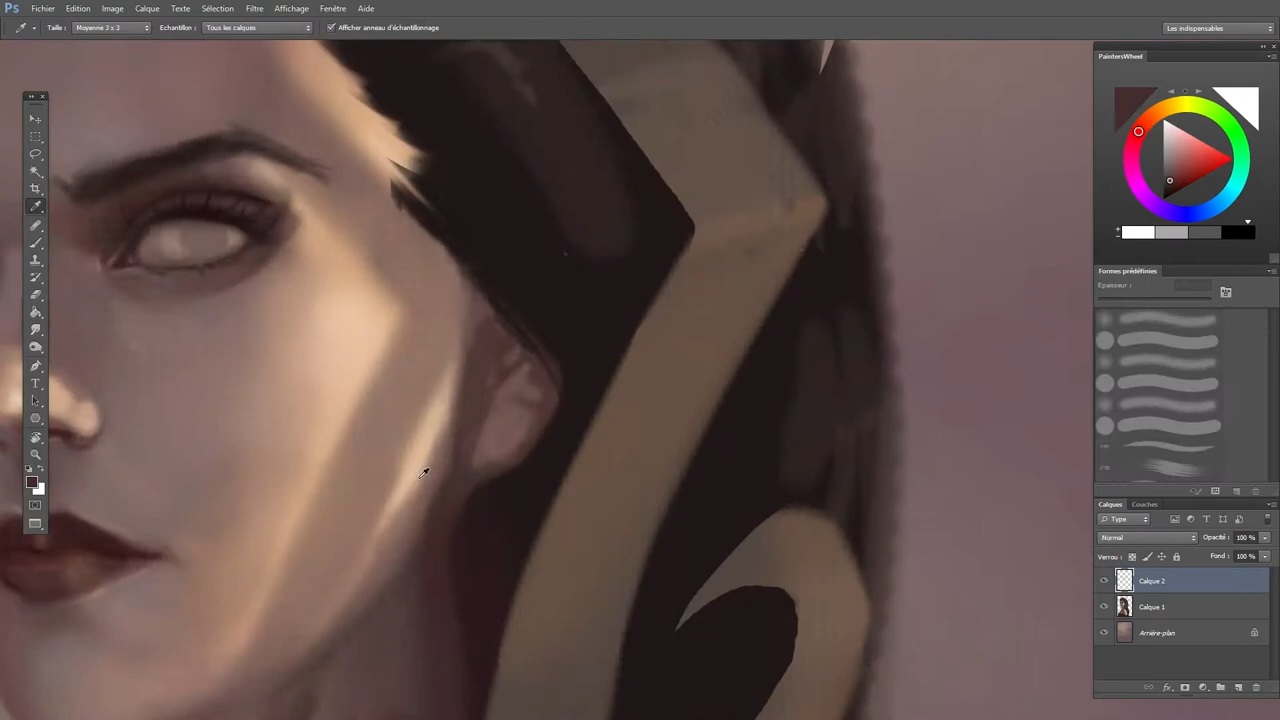 Ps Fichier Edition Image Calque Texte Sélection Filtre Affichage Fenêtre Aide
Taille : Moyenne 3 x 3 Echantillon : Tous les calques Afficher anneau d'échantillonnage Les indispensables
PaintersWheel
Formes prédéfinies
Epaisseur :
Calques Couches
Type
Normal Opacité : 100 %
Verrou : Fond : 100 %
Calque 2
Calque 1
Arrière-plan
fx